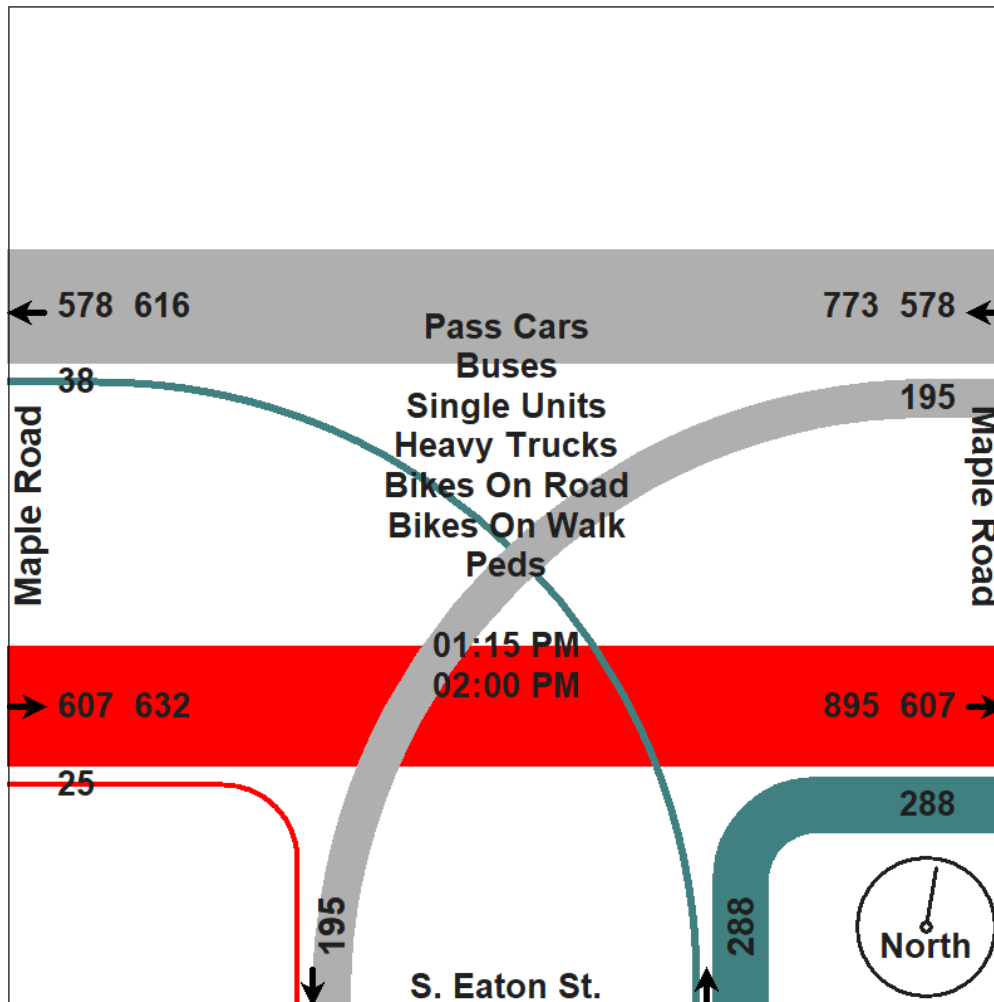 578 616
773 578
Pass Cars
Buses
Single Units
Heavy Trucks
Bikes On Road
Bikes On Walk
Peds
38
195
Maple Road
Maple Road
01:15 PM
02:00 PM
607 632
895 607
25
288
195
288
North
S. Eaton St.